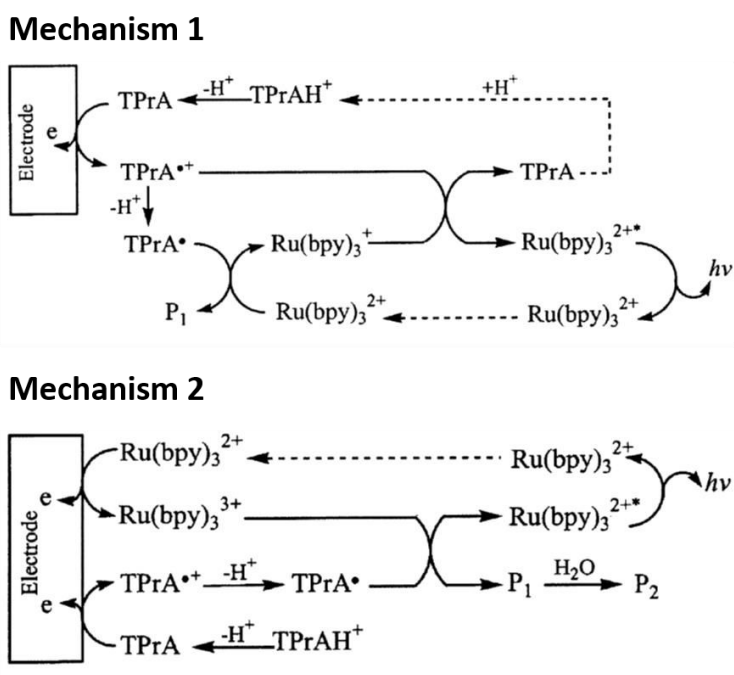 Mechanism 1
Electrode
e
TPrA -H⁺ TPrAH⁺ +H⁺
TPrA•⁺ TPrA
-H⁺
TPrA• Ru(bpy)₃⁺ Ru(bpy)₃²⁺*
hν
P₁ Ru(bpy)₃²⁺ Ru(bpy)₃²⁺
Mechanism 2
Electrode
Ru(bpy)₃²⁺ Ru(bpy)₃²⁺
hν
e
Ru(bpy)₃³⁺ Ru(bpy)₃²⁺*
TPrA•⁺ -H⁺ TPrA• P₁ H₂O P₂
e
TPrA -H⁺ TPrAH⁺